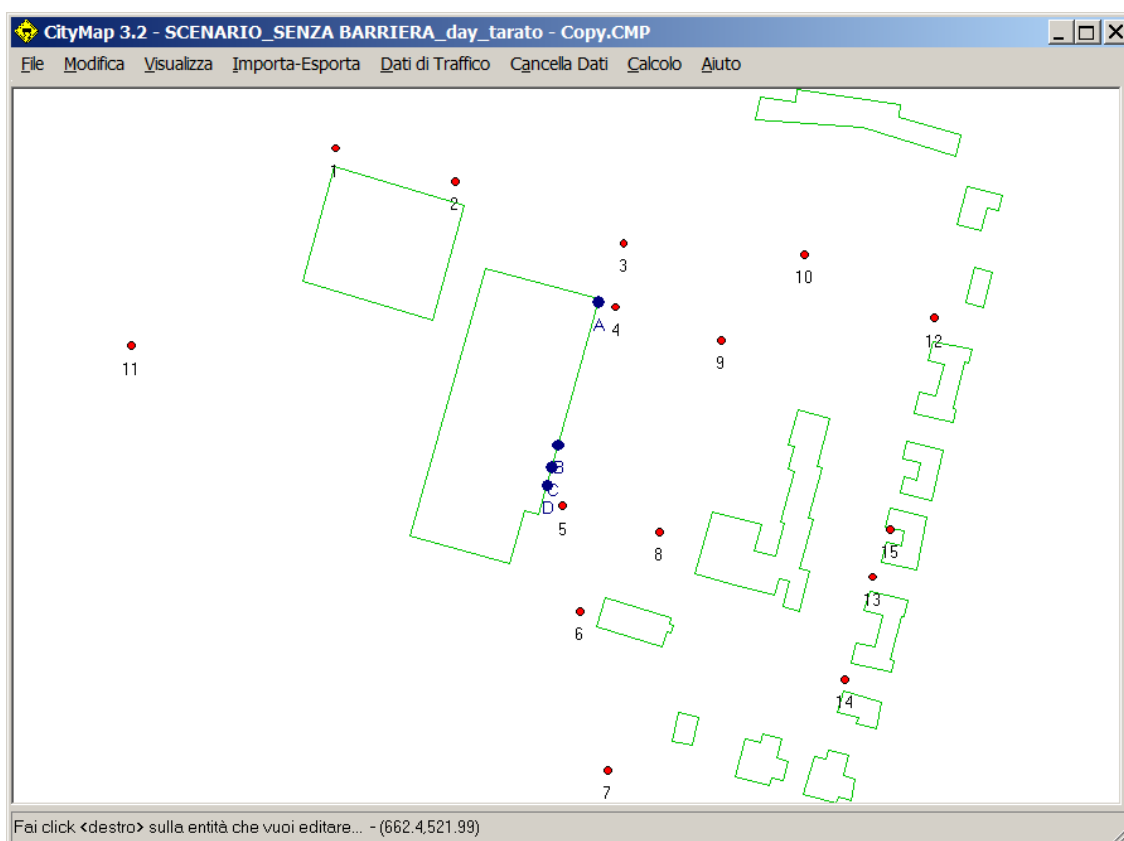 CityMap 3.2 - SCENARIO_SENZA BARRIERA_day_tarato - Copy.CMP
File Modifica Visualizza Importa-Esporta Dati di Traffico Cancella Dati Calcolo Aiuto
1
2
3
10
A 4
12
9
11
B
C
D
5
8
15
13
6
14
7
Fai click <destro> sulla entità che vuoi editare... - (662.4,521.99)